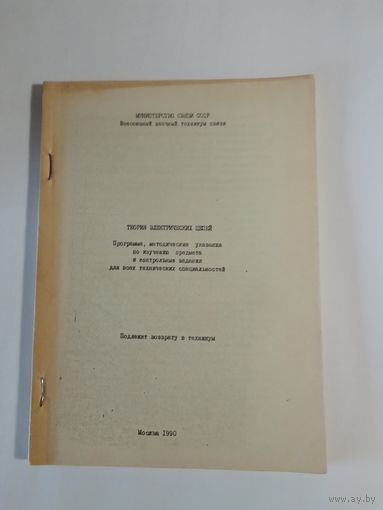 МИНИСТЕРСТВО СВЯЗИ СССР
Всесоюзный заочный техникум связи
ТЕОРИЯ ЭЛЕКТРИЧЕСКИХ ЦЕПЕЙ
Программа, методические указания
по изучению предмета
и контрольные задания
для всех технических специальностей
Подлежит возврату в техникум
Москва 1990
www.ay.by